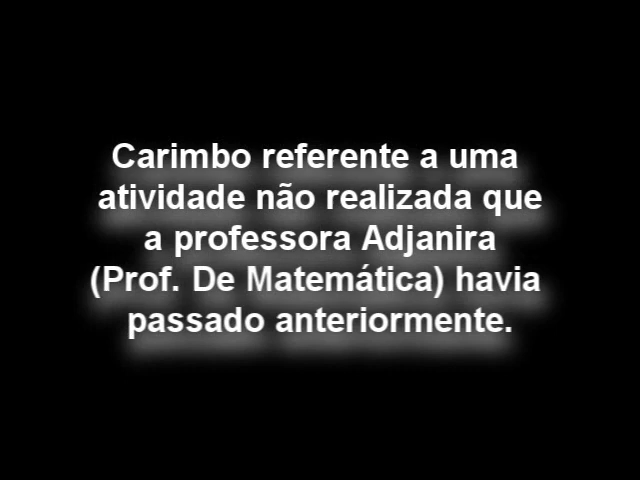 Carimbo referente a uma
atividade não realizada que
a professora Adjanira
(Prof. De Matemática) havia
passado anteriormente.